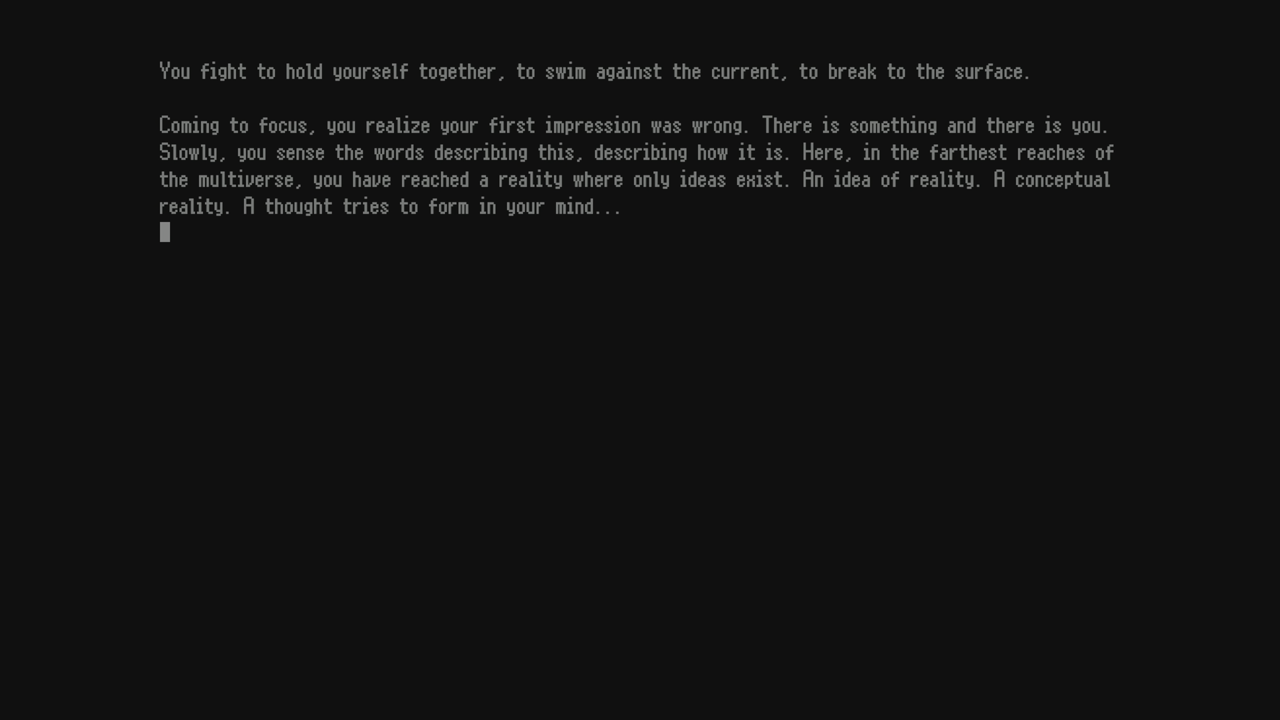 You fight to hold yourself together, to swim against the current, to break to the surface.
Coming to focus, you realize your first impression was wrong. There is something and there is you.
Slowly, you sense the words describing this, describing how it is. Here, in the farthest reaches of
the multiverse, you have reached a reality where only ideas exist. An idea of reality. A conceptual
reality. A thought tries to form in your mind...